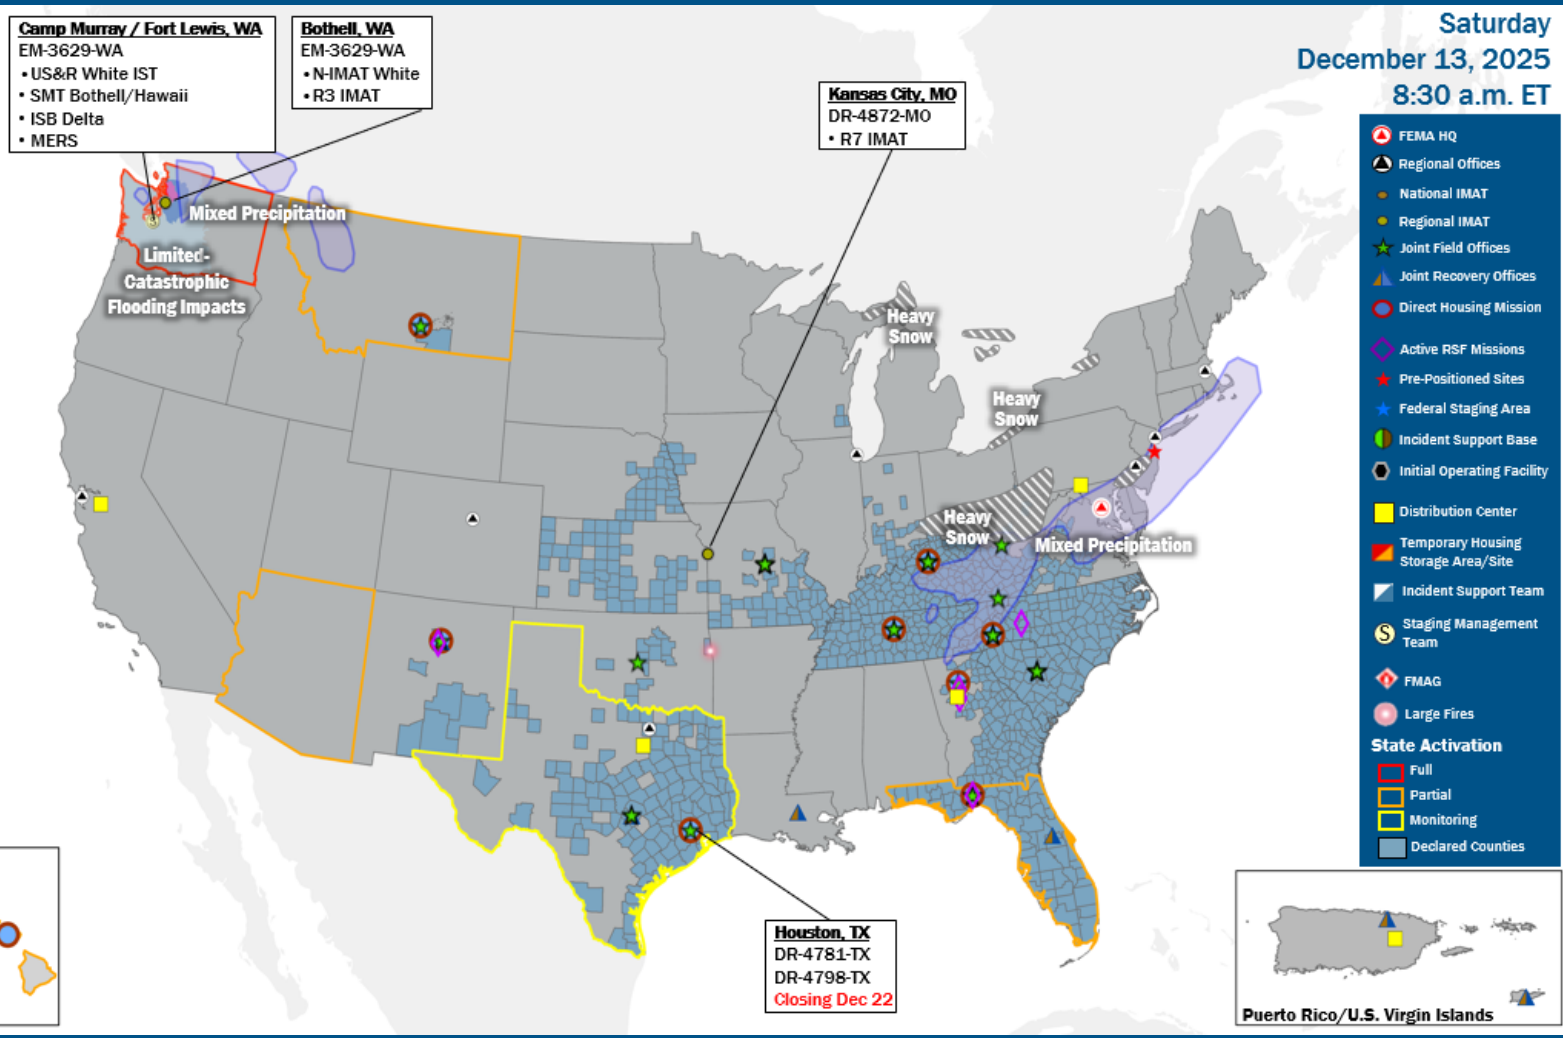 Camp Murray / Fort Lewis, WA
EM-3629-WA
• US&R White IST
• SMT Bothell/Hawaii
• ISB Delta
• MERS
Bothell, WA
EM-3629-WA
• N-IMAT White
• R3 IMAT
Kansas City, MO
DR-4872-MO
• R7 IMAT
Saturday
December 13, 2025
8:30 a.m. ET
Mixed Precipitation
Limited-
Catastrophic
Flooding Impacts
Heavy
Snow
Heavy
Snow
Heavy
Snow
Mixed Precipitation
S
Houston, TX
DR-4781-TX
DR-4798-TX
Closing Dec 22
FEMA HQ
Regional Offices
National IMAT
Regional IMAT
Joint Field Offices
Joint Recovery Offices
Direct Housing Mission
Active RSF Missions
Pre-Positioned Sites
Federal Staging Area
Incident Support Base
Initial Operating Facility
Distribution Center
Temporary Housing
Storage Area/Site
Incident Support Team
S
Staging Management
Team
FMAG
Large Fires
State Activation
Full
Partial
Monitoring
Declared Counties
Puerto Rico/U.S. Virgin Islands